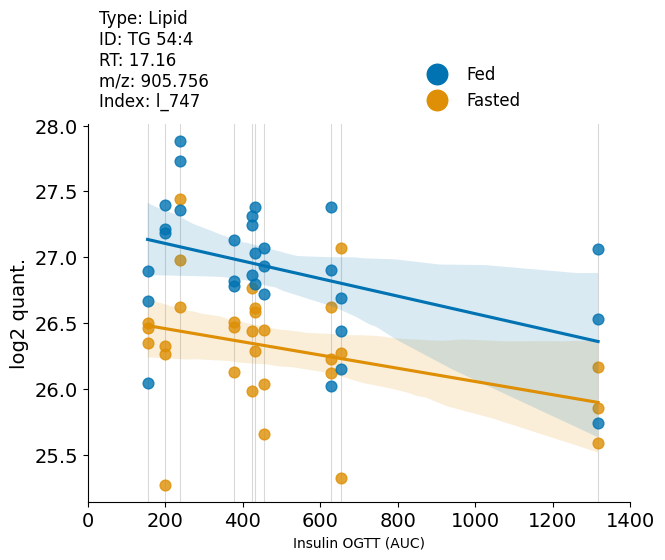 Type: Lipid
ID: TG 54:4
RT: 17.16
m/z: 905.756
Index: l_747
Fed
Fasted
28.0
27.5
27.0
26.5
26.0
25.5
log2 quant.
0 200 400 600 800 1000 1200 1400
Insulin OGTT (AUC)